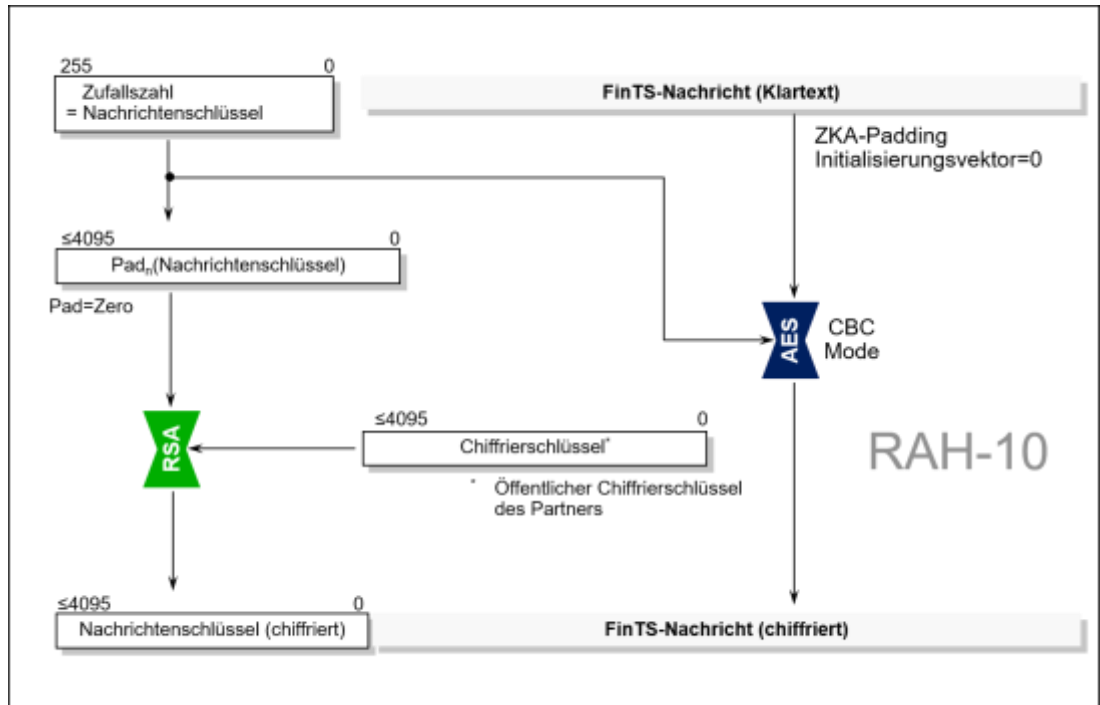 255 0
Zufallszahl
= Nachrichtenschlüssel
FinTS-Nachricht (Klartext)
ZKA-Padding
Initialisierungsvektor=0
≤4095 0
Padn(Nachrichtenschlüssel)
Pad=Zero
AES
CBC
Mode
≤4095 0
RSA
Chiffrierschlüssel*
RAH-10
* Öffentlicher Chiffrierschlüssel
des Partners
≤4095 0
Nachrichtenschlüssel (chiffriert)
FinTS-Nachricht (chiffriert)